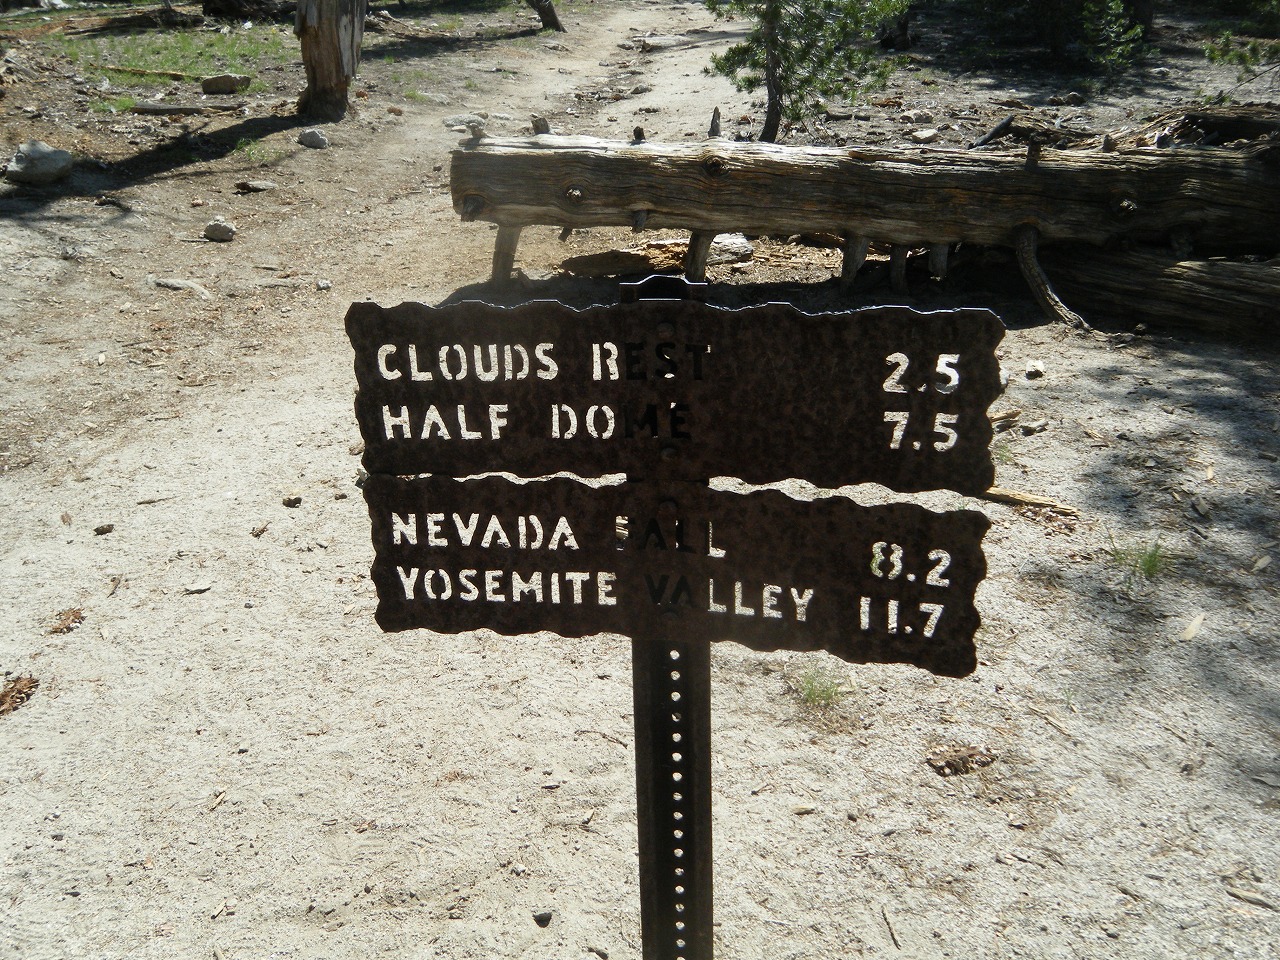 CLOUDS REST 2.5
HALF DOME 7.5
NEVADA FALL 8.2
YOSEMITE VALLEY 11.7